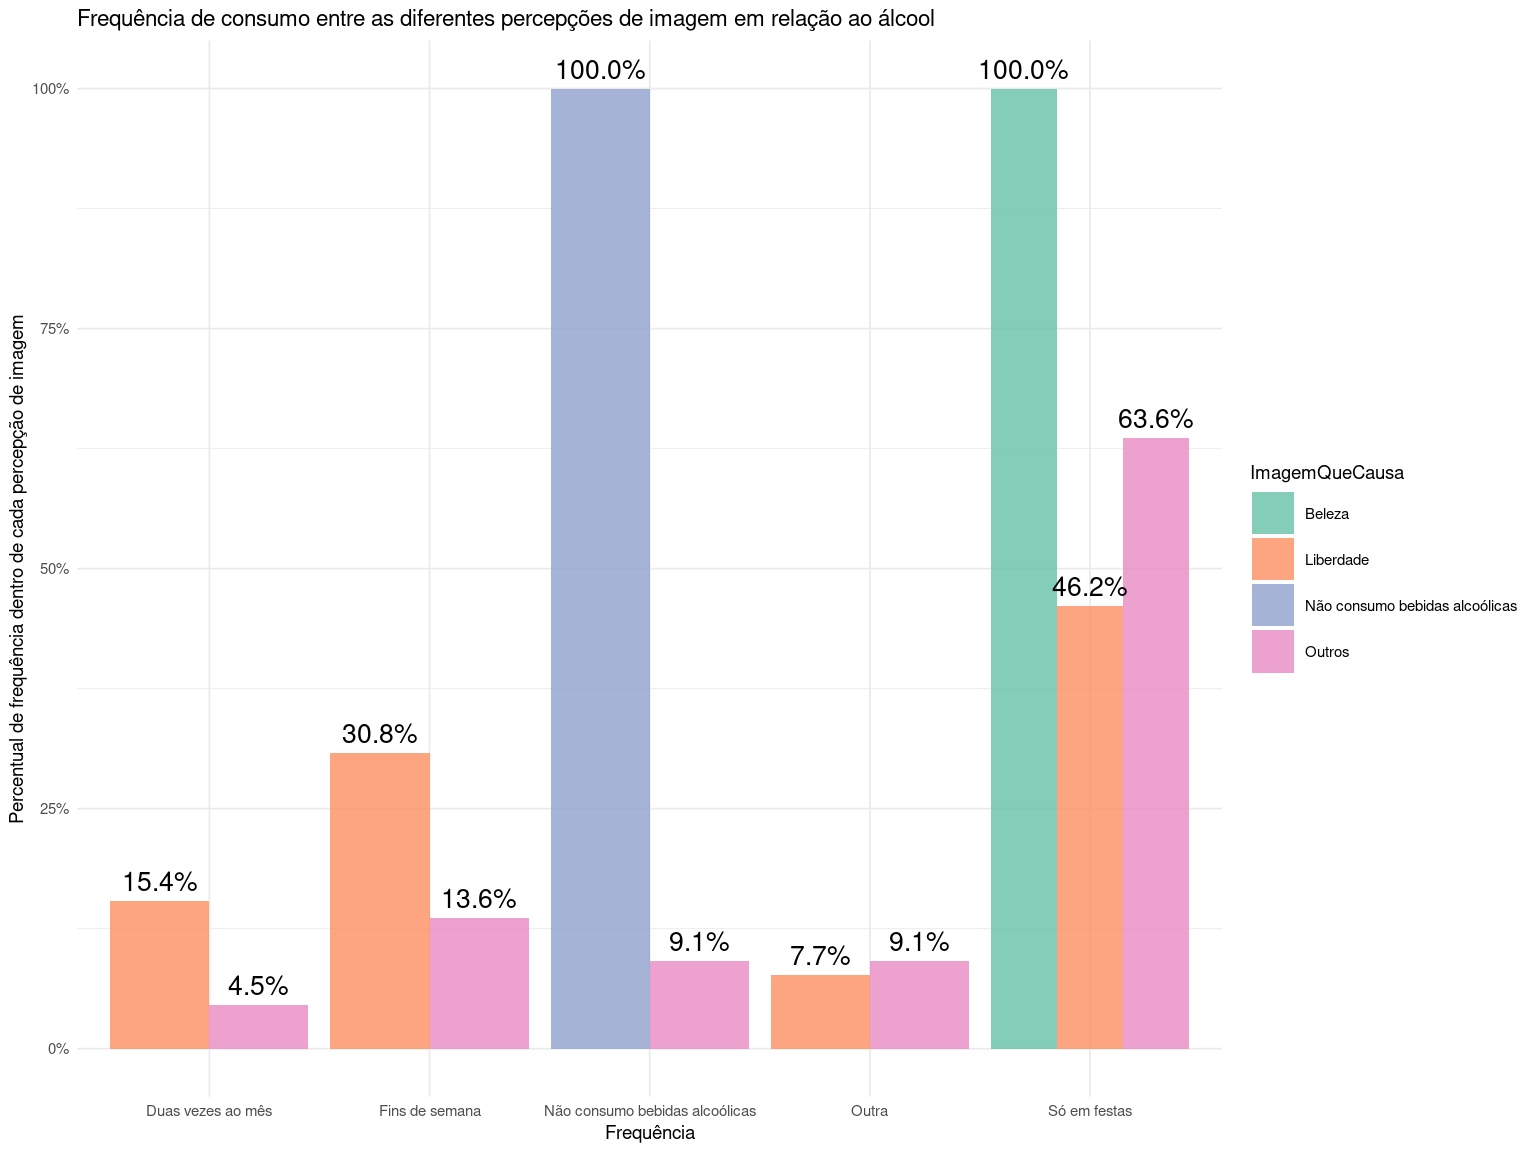 Frequência de consumo entre as diferentes percepções de imagem em relação ao álcool
Percentual de frequência dentro de cada percepção de imagem
100%
75%
50%
25%
0%
15.4%
4.5%
30.8%
13.6%
100.0%
9.1%
7.7%
9.1%
100.0%
46.2%
63.6%
Duas vezes ao mês
Fins de semana
Não consumo bebidas alcoólicas
Outra
Só em festas
Frequência
ImagemQueCausa
Beleza
Liberdade
Não consumo bebidas alcoólicas
Outros